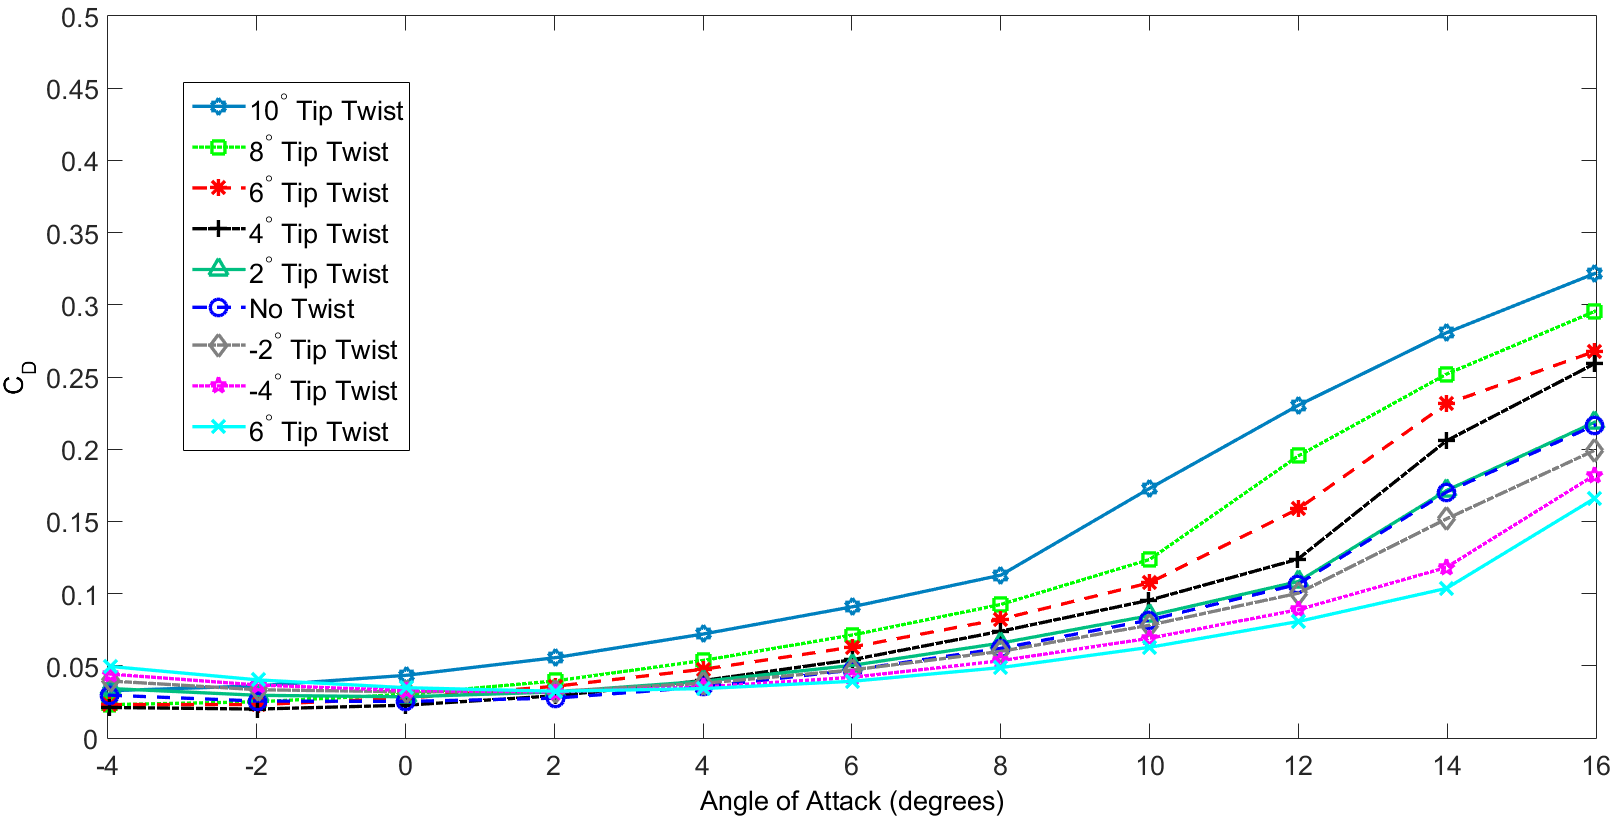 0.5
0.45
0.4
0.35
0.3
0.25
0.2
0.15
0.1
0.05
0
C_D
10° Tip Twist
8° Tip Twist
6° Tip Twist
4° Tip Twist
2° Tip Twist
No Twist
-2° Tip Twist
-4° Tip Twist
6° Tip Twist
-4 -2 0 2 4 6 8 10 12 14 16
Angle of Attack (degrees)